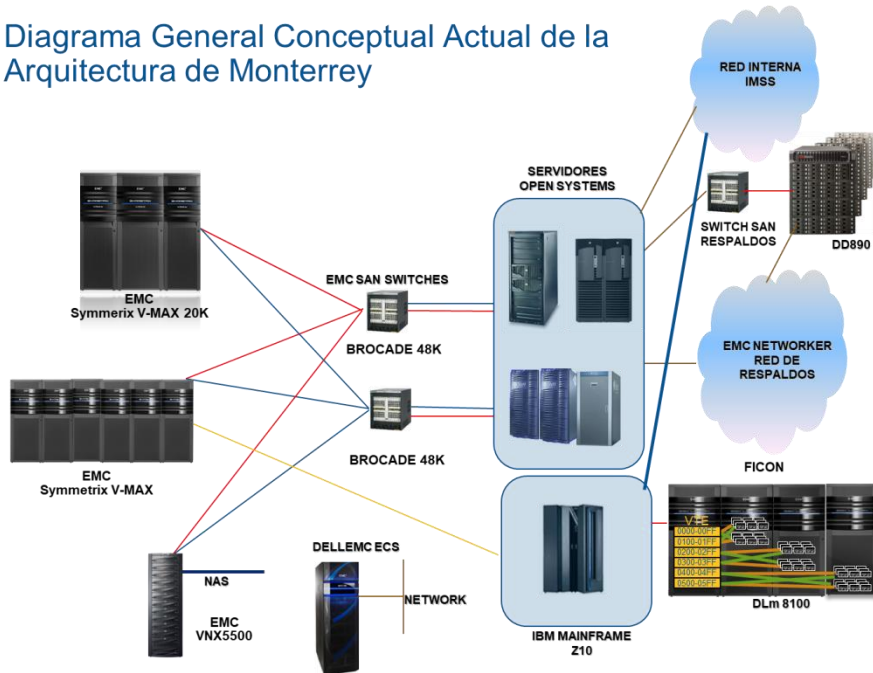 Diagrama General Conceptual Actual de la
Arquitectura de Monterrey
RED INTERNA
IMSS
SERVIDORES
OPEN SYSTEMS
SWITCH SAN
RESPALDOS
DD890
EMC
Symmerix V-MAX 20K
EMC SAN SWITCHES
BROCADE 48K
EMC NETWORKER
RED DE
RESPALDOS
BROCADE 48K
EMC
Symmetrix V-MAX
FICON
VTE
0000-00FF
0100-01FF
0200-02FF
0300-03FF
0400-04FF
0500-05FF
DLm 8100
DELLEMC ECS
NAS
NETWORK
EMC
VNX5500
IBM MAINFRAME
Z10